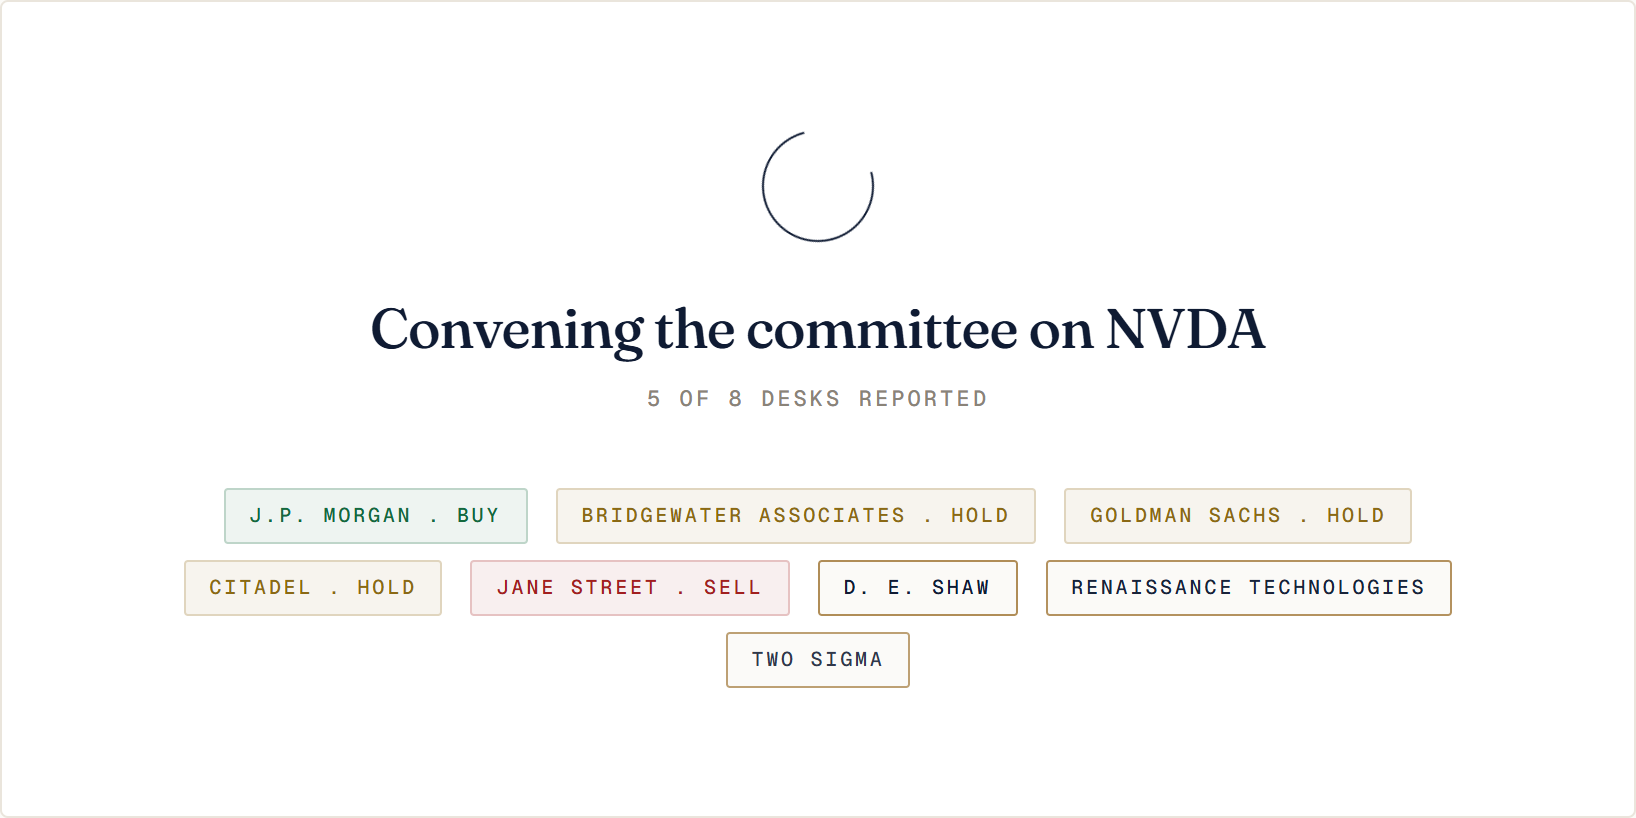 Convening the committee on NVDA
5 OF 8 DESKS REPORTED
J.P. MORGAN . BUY
BRIDGEWATER ASSOCIATES . HOLD
GOLDMAN SACHS . HOLD
CITADEL . HOLD
JANE STREET . SELL
D. E. SHAW
RENAISSANCE TECHNOLOGIES
TWO SIGMA